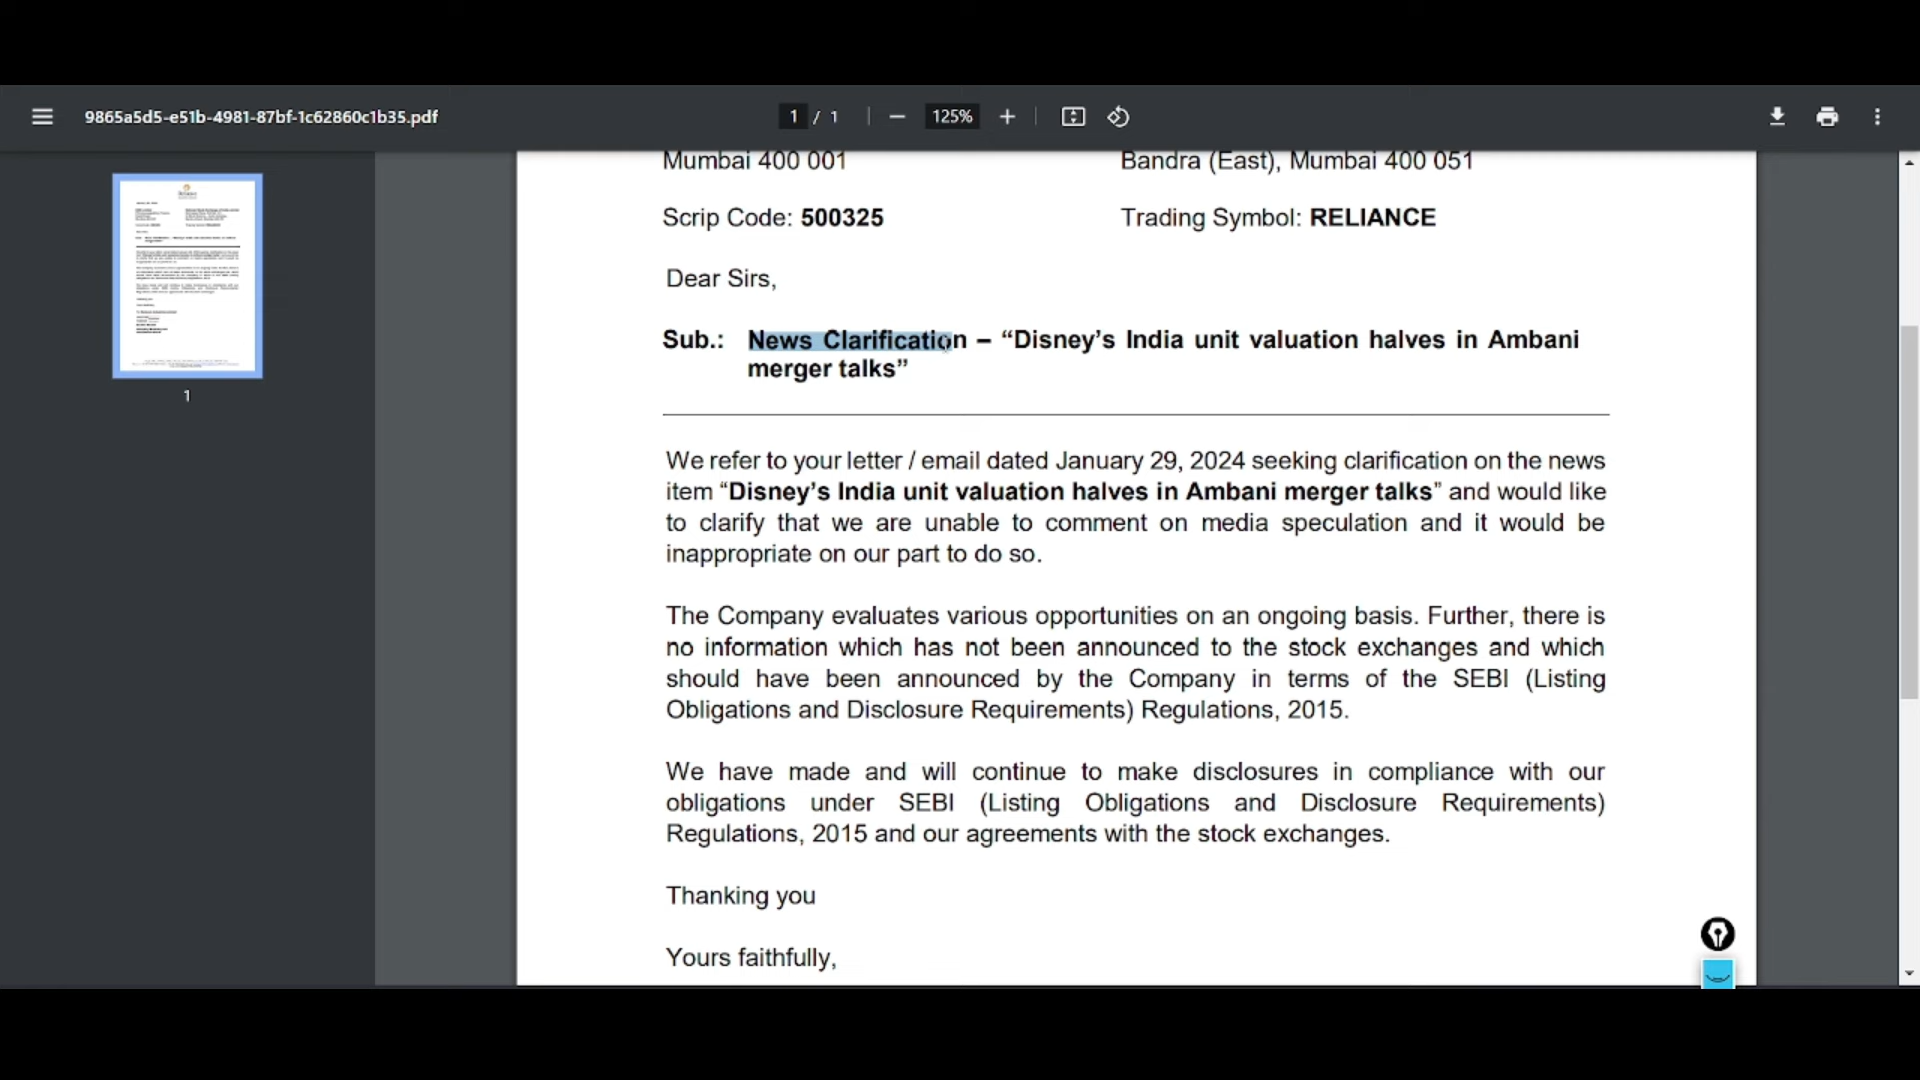 9865a5d5-e51b-4981-87bf-1c62860c1b35.pdf
1 / 1
125%
Mumbai 400 001
Bandra (East), Mumbai 400 051
Scrip Code: 500325
Trading Symbol: RELIANCE
Dear Sirs,
Sub.: News Clarification – “Disney’s India unit valuation halves in Ambani
merger talks”
We refer to your letter / email dated January 29, 2024 seeking clarification on the news
item “Disney’s India unit valuation halves in Ambani merger talks” and would like
to clarify that we are unable to comment on media speculation and it would be
inappropriate on our part to do so.
The Company evaluates various opportunities on an ongoing basis. Further, there is
no information which has not been announced to the stock exchanges and which
should have been announced by the Company in terms of the SEBI (Listing
Obligations and Disclosure Requirements) Regulations, 2015.
We have made and will continue to make disclosures in compliance with our
obligations under SEBI (Listing Obligations and Disclosure Requirements)
Regulations, 2015 and our agreements with the stock exchanges.
Thanking you
Yours faithfully,
1